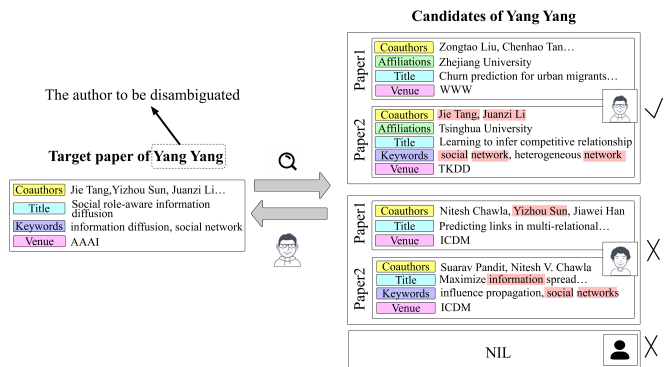 Candidates of Yang Yang
The author to be disambiguated
Target paper of Yang Yang
Coauthors Jie Tang,Yizhou Sun, Juanzi Li…
Title Social role-aware information
diffusion
Keywords information diffusion, social network
Venue AAAI
Paper1
Coauthors Zongtao Liu, Chenhao Tan…
Affiliations Zhejiang University
Title Churn prediction for urban migrants…
Venue WWW
Paper2
Coauthors Jie Tang, Juanzi Li
Affiliations Tsinghua University
Title Learning to infer competitive relationship
Keywords social network, heterogeneous network
Venue TKDD
Paper1
Coauthors Nitesh Chawla, Yizhou Sun, Jiawei Han
Title Predicting links in multi-relational…
Venue ICDM
Paper2
Coauthors Suarav Pandit, Nitesh V. Chawla
Title Maximize information spread…
Keywords influence propagation, social networks
Venue ICDM
NIL